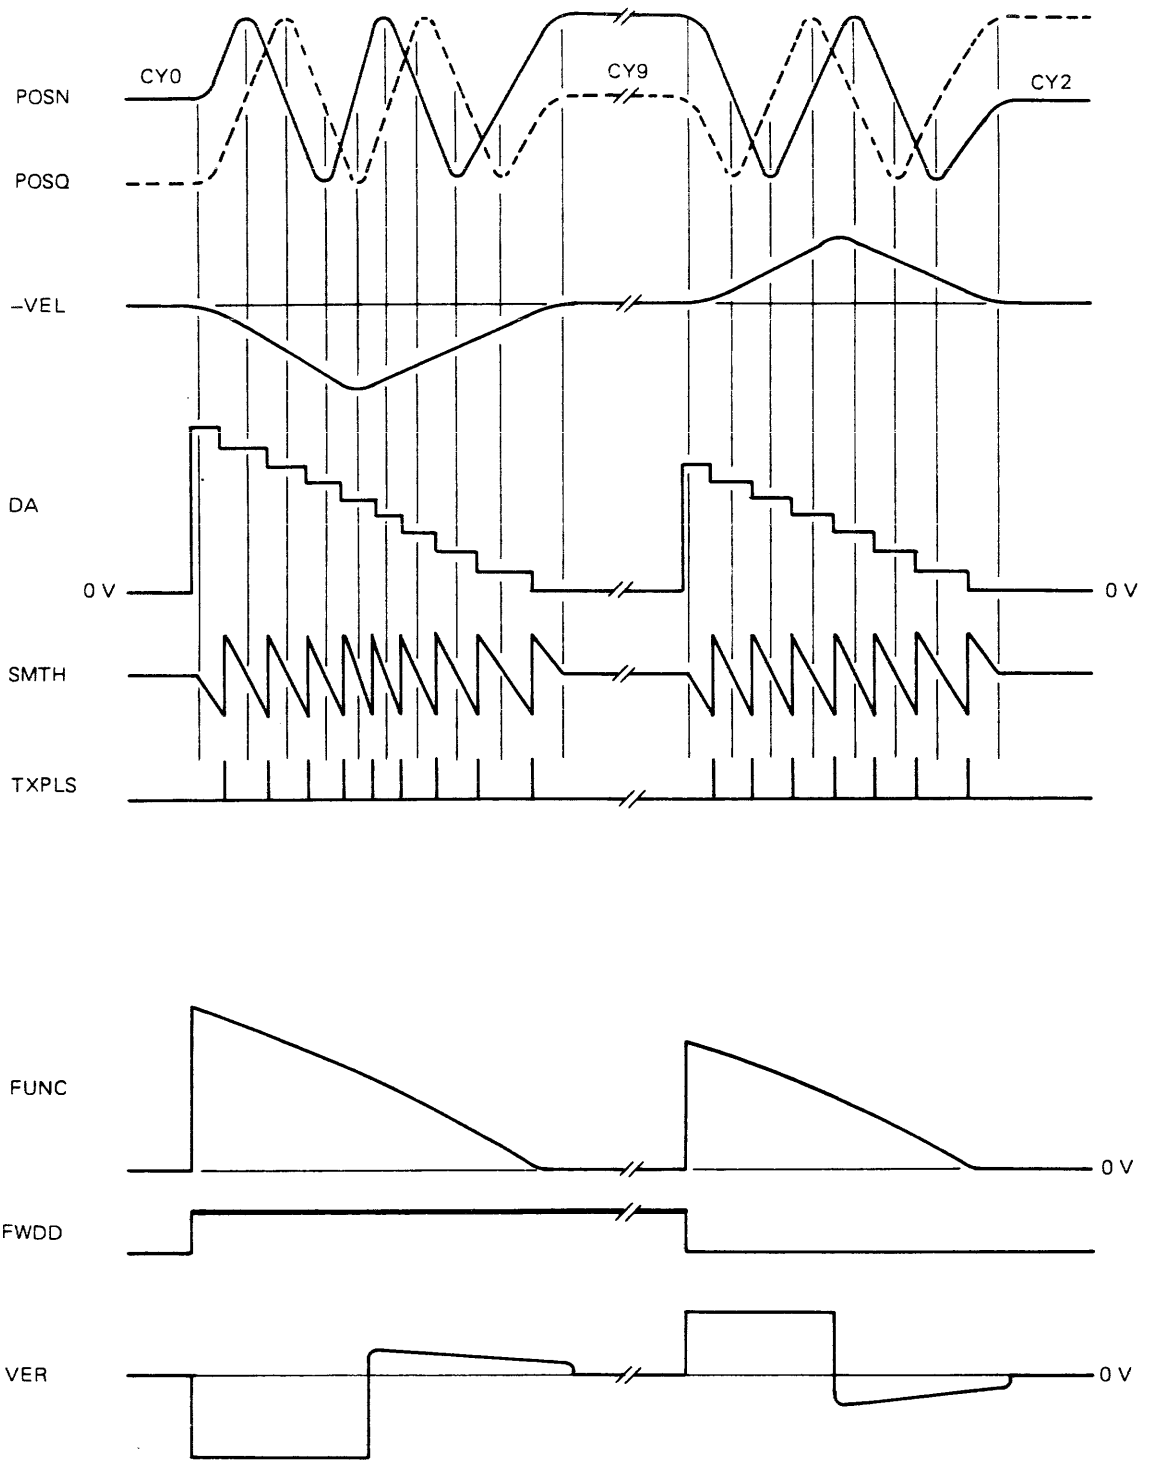 CY0
CY9
CY2
POSN
POSQ
–VEL
DA
0 V
0 V
SMTH
TXPLS
FUNC
0 V
FWDD
VER
0 V